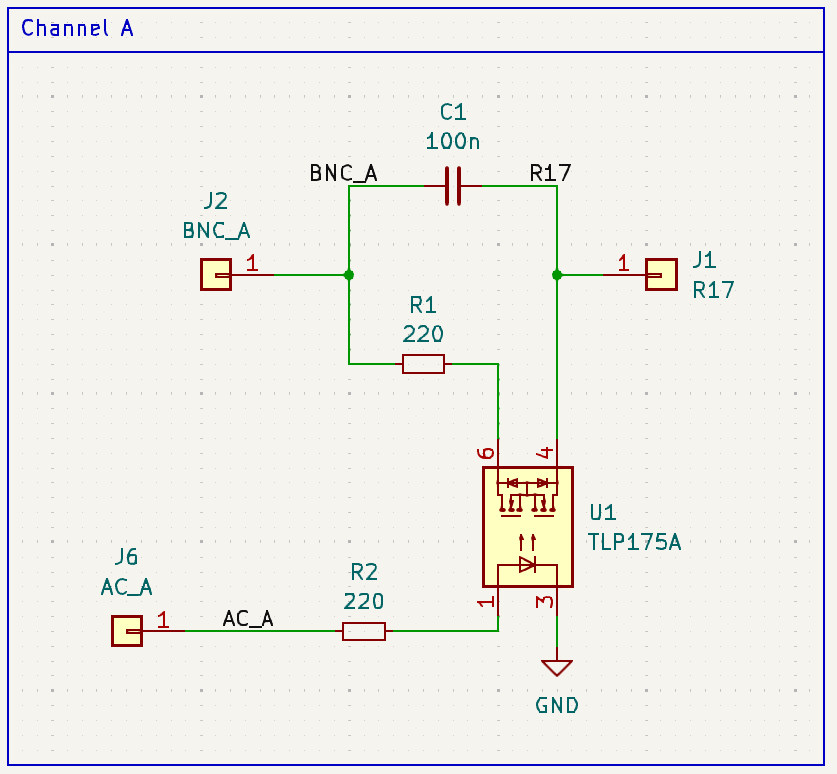 Channel A
C1
100n
BNC_A
R17
J2
BNC_A
1
1
J1
R17
R1
220
6
4
U1
TLP175A
J6
AC_A
R2
220
1
3
1
AC_A
GND